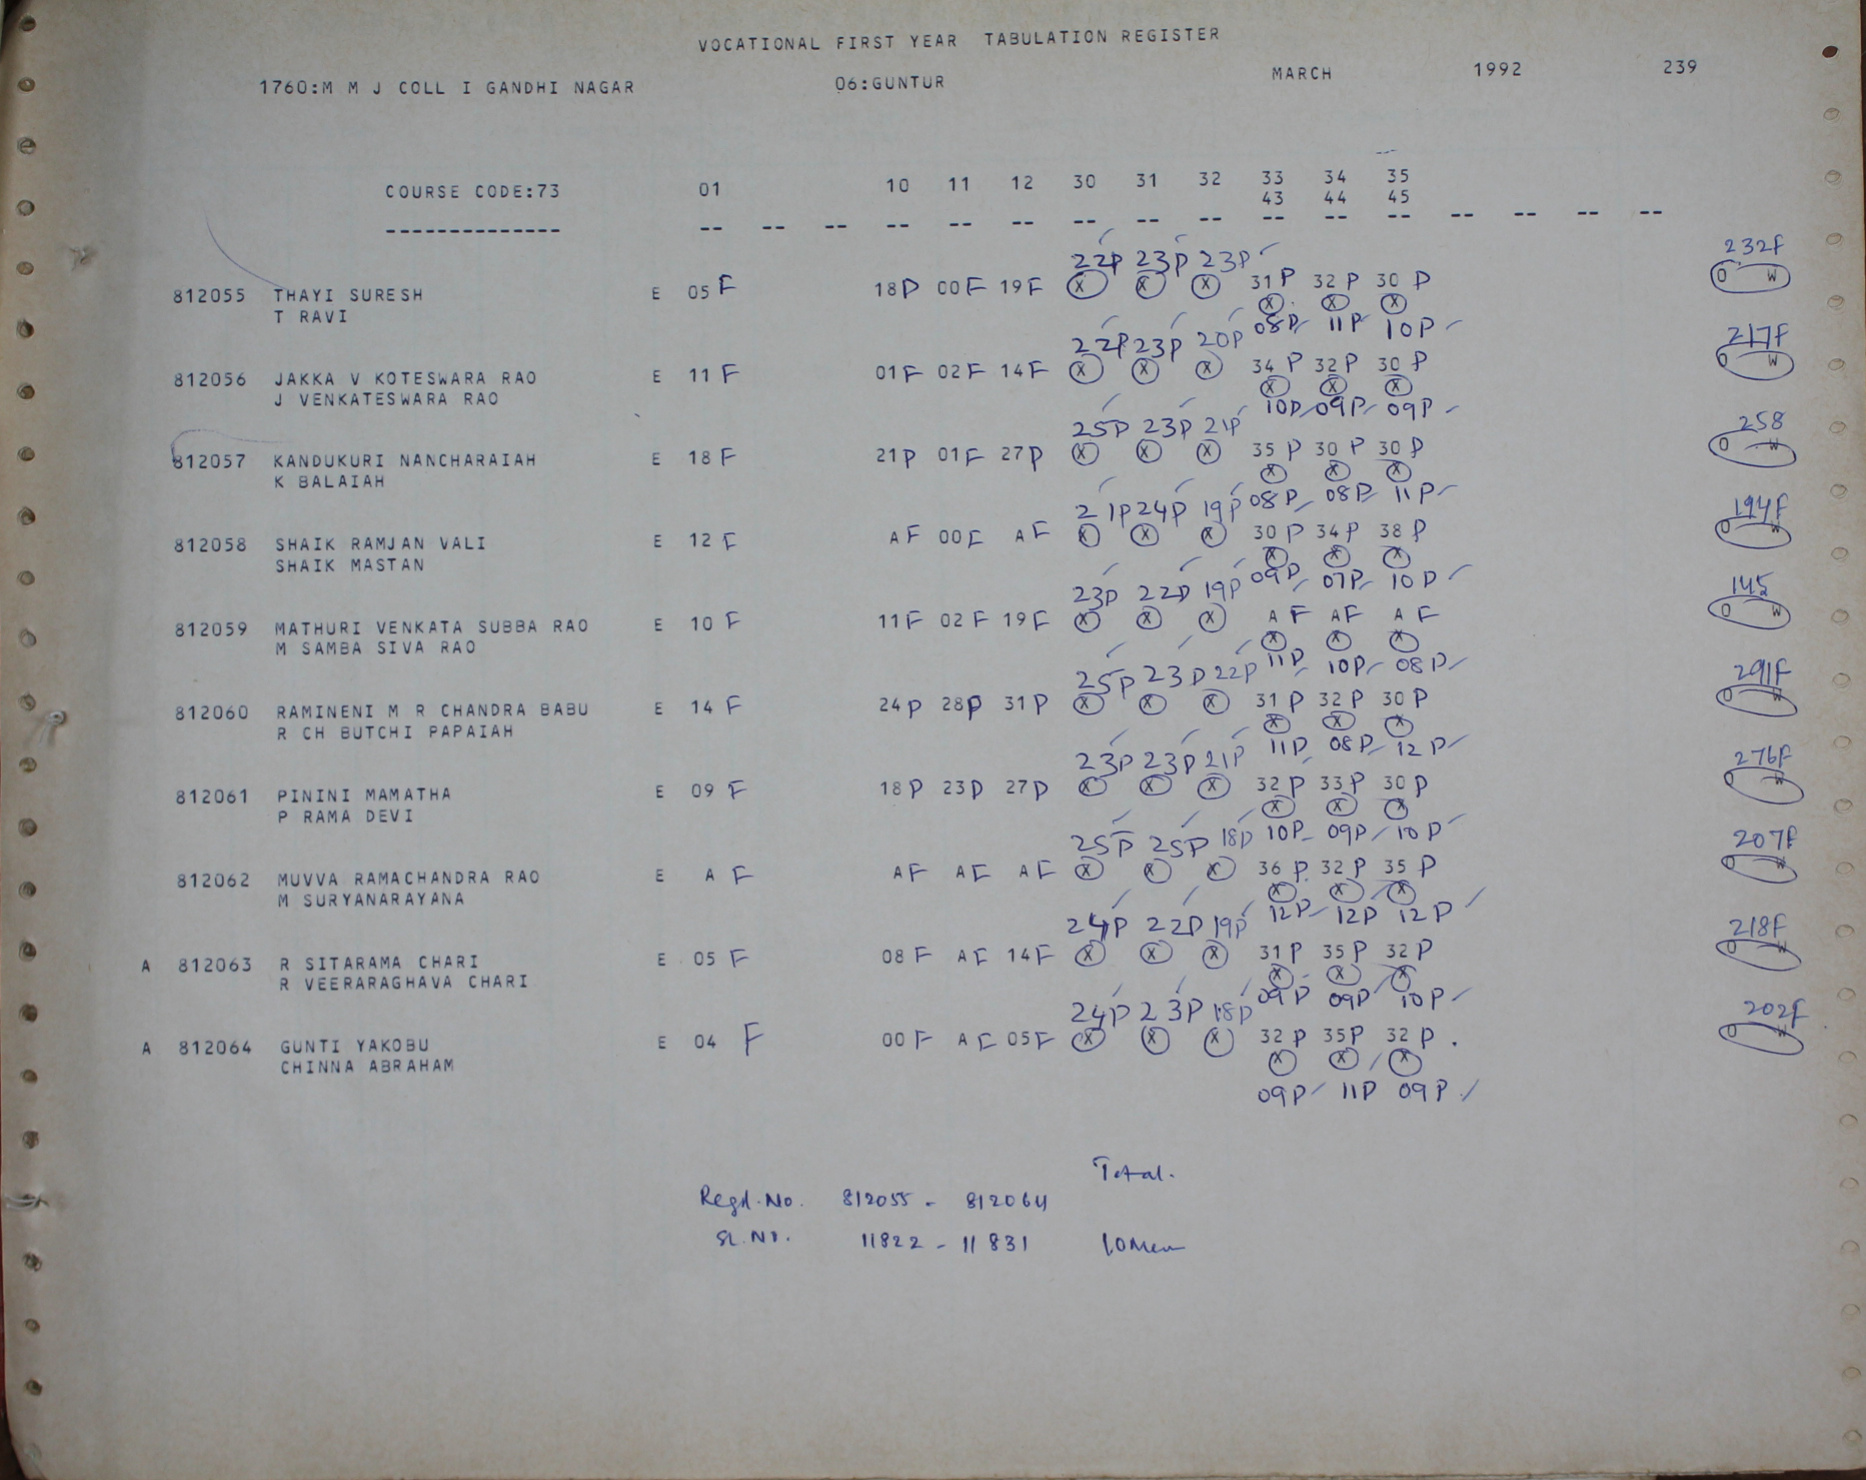 VOCATIONAL FIRST YEAR TABULATION REGISTER
1760:M M J COLL I GANDHI NAGAR 06:GUNTUR MARCH 1992 239
COURSE CODE:73 01 10 11 12 30 31 32 33 34 35
43 44 45
-------------- -- -- -- -- -- -- -- -- -- -- -- -- -- -- -- --
22P 23P 23P 232F
812055 THAYI SURESH E 05 F 18P 00F 19F X X X 31P 32P 30P 0 W
T RAVI X X X
08P 11P 10P
22P 23P 20P 217F
812056 JAKKA V KOTESWARA RAO E 11 F 01F 02F 14F X X X 34P 32P 30P 0 W
J VENKATESWARA RAO X X X
10P 09P 09P
25P 23P 21P 258
812057 KANDUKURI NANCHARAIAH E 18 F 21P 01F 27P X X X 35P 30P 30P 0 W
K BALAIAH X X X
08P 08P 11P
21P 24P 19P 194F
812058 SHAIK RAMJAN VALI E 12 F AF 00F AF X X X 30P 34P 38P 0 W
SHAIK MASTAN X X X
09P 07P 10P
23P 22P 19P 145
812059 MATHURI VENKATA SUBBA RAO E 10 F 11F 02F 19F X X X AF AF AF 0 W
M SAMBA SIVA RAO X X X
11P 10P 08P
25P 23P 22P 291F
812060 RAMINENI M R CHANDRA BABU E 14 F 24P 28P 31P X X X 31P 32P 30P 0 W
R CH BUTCHI PAPAIAH X X X
11P 08P 12P
23P 23P 21P 276F
812061 PININI MAMATHA E 09 F 18P 23P 27P X X X 32P 33P 30P 0 W
P RAMA DEVI X X X
10P 09P 10P
25P 25P 18P 207F
812062 MUVVA RAMACHANDRA RAO E A F AF AF AF X X X 36P 32P 35P 0 W
M SURYANARAYANA X X X
12P 12P 12P
24P 22P 19P 218F
A 812063 R SITARAMA CHARI E 05 F 08F AF 14F X X X 31P 35P 32P 0 W
R VEERARAGHAVA CHARI X X X
09P 09P 10P
24P 23P 18P 202F
A 812064 GUNTI YAKOBU E 04 F 00F AF 05F X X X 32P 35P 32P . 0 W
CHINNA ABRAHAM X X X
09P 11P 09P
Total.
Regd.No. 812055 - 812064
Sl.No. 11822 - 11831 10 Men